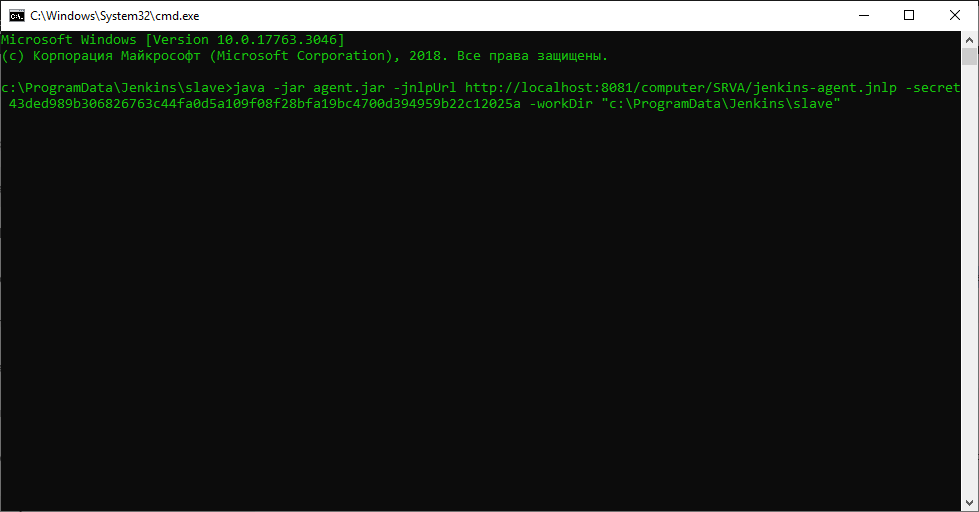 C:\Windows\System32\cmd.exe
Microsoft Windows [Version 10.0.17763.3046]
(c) Корпорация Майкрософт (Microsoft Corporation), 2018. Все права защищены.
c:\ProgramData\Jenkins\slave>java -jar agent.jar -jnlpUrl http://localhost:8081/computer/SRVA/jenkins-agent.jnlp -secret
43ded989b306826763c44fa0d5a109f08f28bfa19bc4700d394959b22c12025a -workDir "c:\ProgramData\Jenkins\slave"